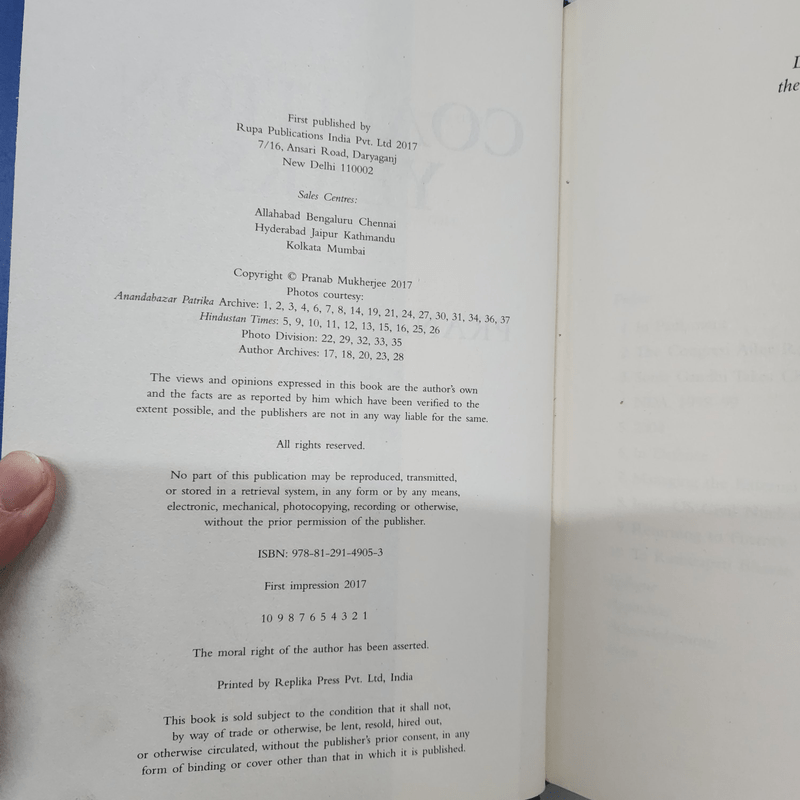 First published by
Rupa Publications India Pvt. Ltd 2017
7/16, Ansari Road, Daryaganj
New Delhi 110002
Sales Centres:
Allahabad Bengaluru Chennai
Hyderabad Jaipur Kathmandu
Kolkata Mumbai
Copyright © Pranab Mukherjee 2017
Photos courtesy:
Anandabazar Patrika Archive: 1, 2, 3, 4, 6, 7, 8, 14, 19, 21, 24, 27, 30, 31, 34, 36, 37
Hindustan Times: 5, 9, 10, 11, 12, 13, 15, 16, 25, 26
Photo Division: 22, 29, 32, 33, 35
Author Archives: 17, 18, 20, 23, 28
The views and opinions expressed in this book are the author's own
and the facts are as reported by him which have been verified to the
extent possible, and the publishers are not in any way liable for the same.
All rights reserved.
No part of this publication may be reproduced, transmitted,
or stored in a retrieval system, in any form or by any means,
electronic, mechanical, photocopying, recording or otherwise,
without the prior permission of the publisher.
ISBN: 978-81-291-4905-3
First impression 2017
10 9 8 7 6 5 4 3 2 1
The moral right of the author has been asserted.
Printed by Replika Press Pvt. Ltd, India
This book is sold subject to the condition that it shall not,
by way of trade or otherwise, be lent, resold, hired out,
or otherwise circulated, without the publisher's prior consent, in any
form of binding or cover other than that in which it is published.
the